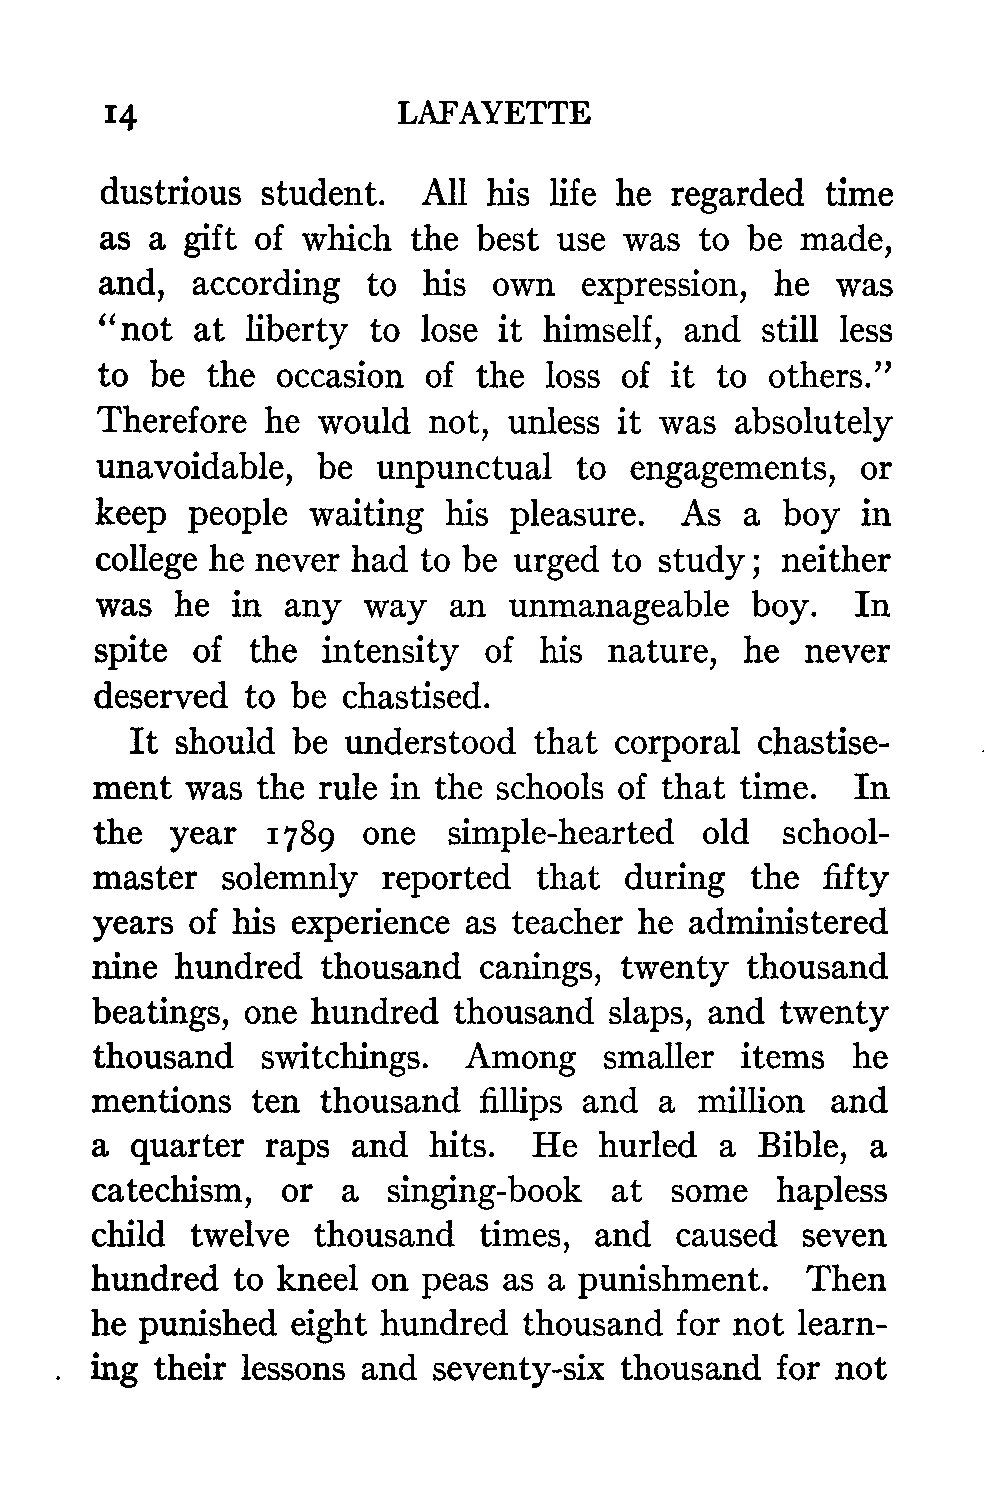 14 LAFAYETTE
dustrious student. All his life he regarded time
as a gift of which the best use was to be made,
and, according to his own expression, he was
“not at liberty to lose it himself, and still less
to be the occasion of the loss of it to others.”
Therefore he would not, unless it was absolutely
unavoidable, be unpunctual to engagements, or
keep people waiting his pleasure. As a boy in
college he never had to be urged to study; neither
was he in any way an unmanageable boy. In
spite of the intensity of his nature, he never
deserved to be chastised.
It should be understood that corporal chastise-
ment was the rule in the schools of that time. In
the year 1789 one simple-hearted old school-
master solemnly reported that during the fifty
years of his experience as teacher he administered
nine hundred thousand canings, twenty thousand
beatings, one hundred thousand slaps, and twenty
thousand switchings. Among smaller items he
mentions ten thousand fillips and a million and
a quarter raps and hits. He hurled a Bible, a
catechism, or a singing-book at some hapless
child twelve thousand times, and caused seven
hundred to kneel on peas as a punishment. Then
he punished eight hundred thousand for not learn-
ing their lessons and seventy-six thousand for not